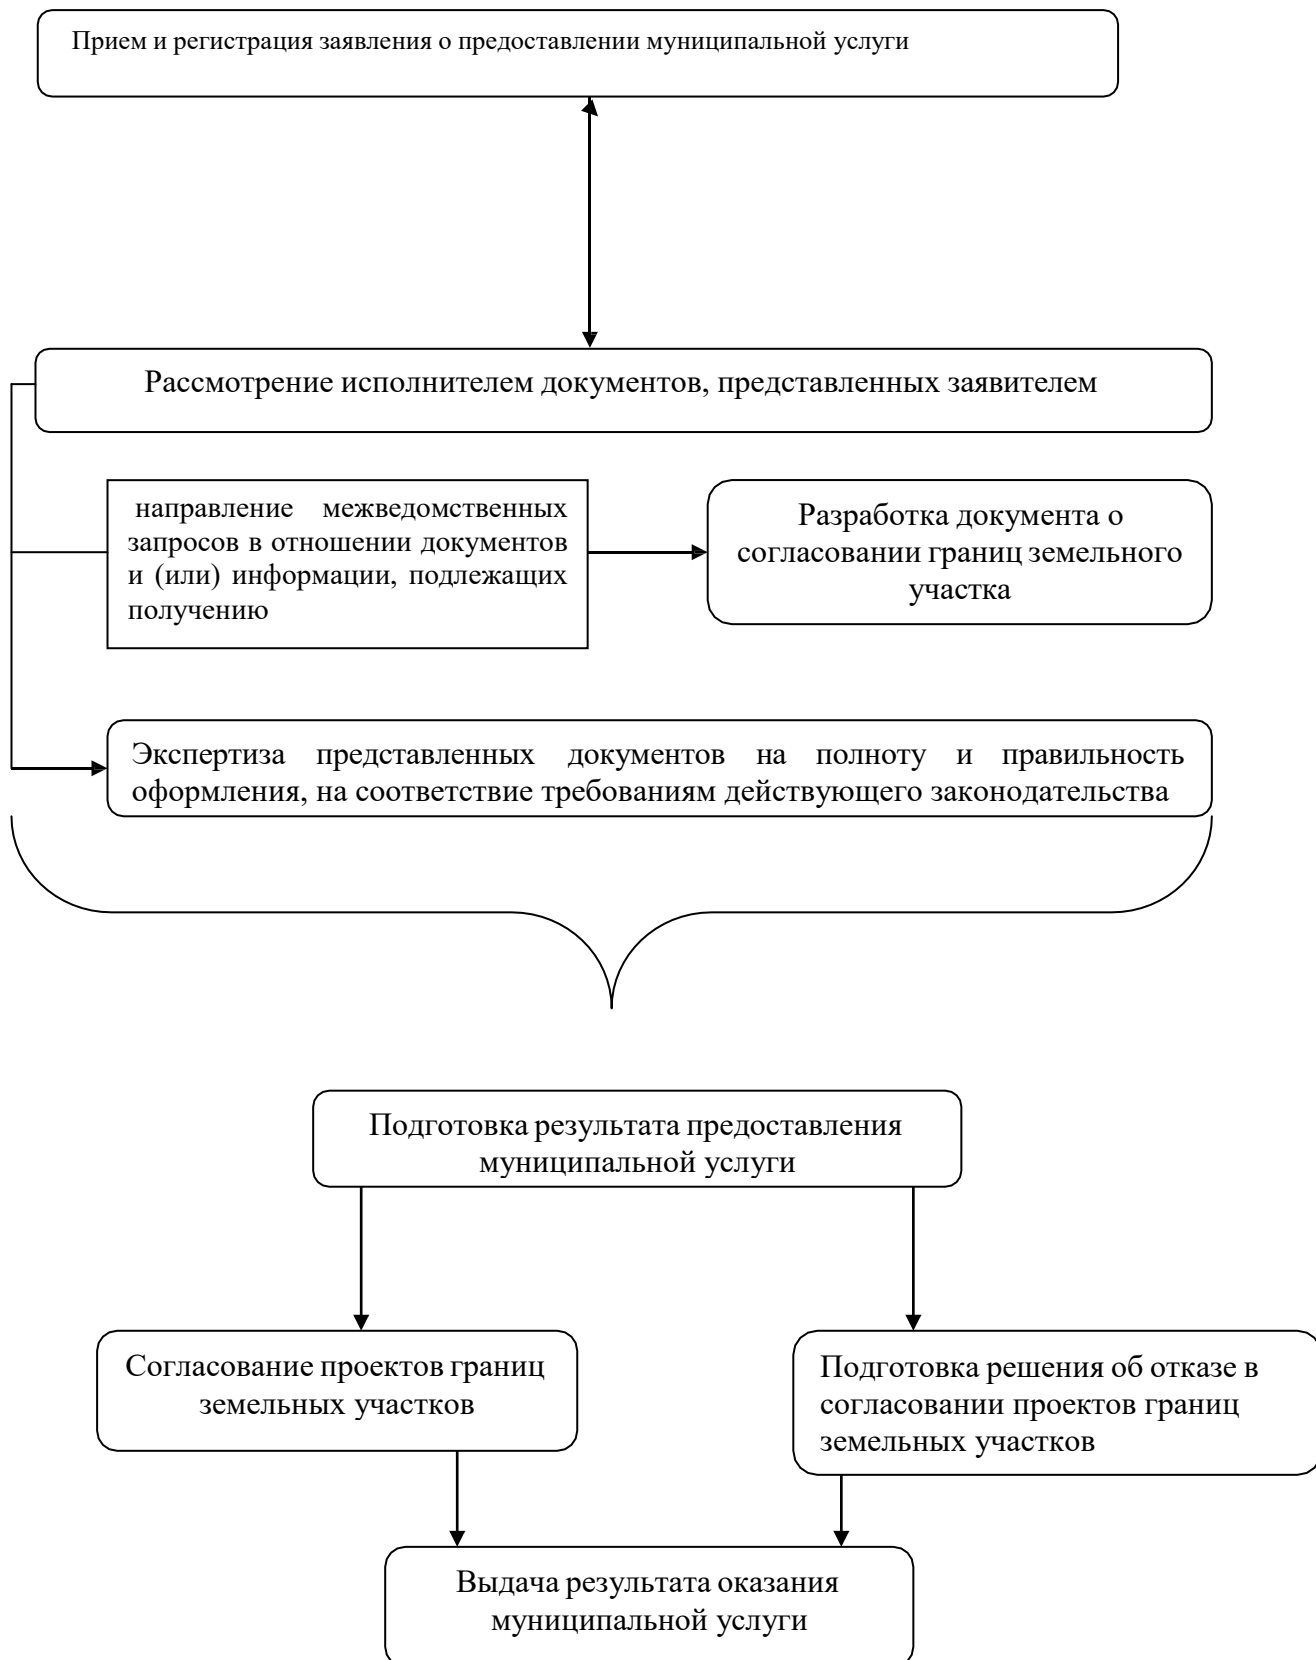 Прием и регистрация заявления о предоставлении муниципальной услуги
Рассмотрение исполнителем документов, представленных заявителем
направление межведомственных
запросов в отношении документов
и (или) информации, подлежащих
получению
Разработка документа о
согласовании границ земельного
участка
Экспертиза представленных документов на полноту и правильность
оформления, на соответствие требованиям действующего законодательства
Подготовка результата предоставления
муниципальной услуги
Согласование проектов границ
земельных участков
Подготовка решения об отказе в
согласовании проектов границ
земельных участков
Выдача результата оказания
муниципальной услуги